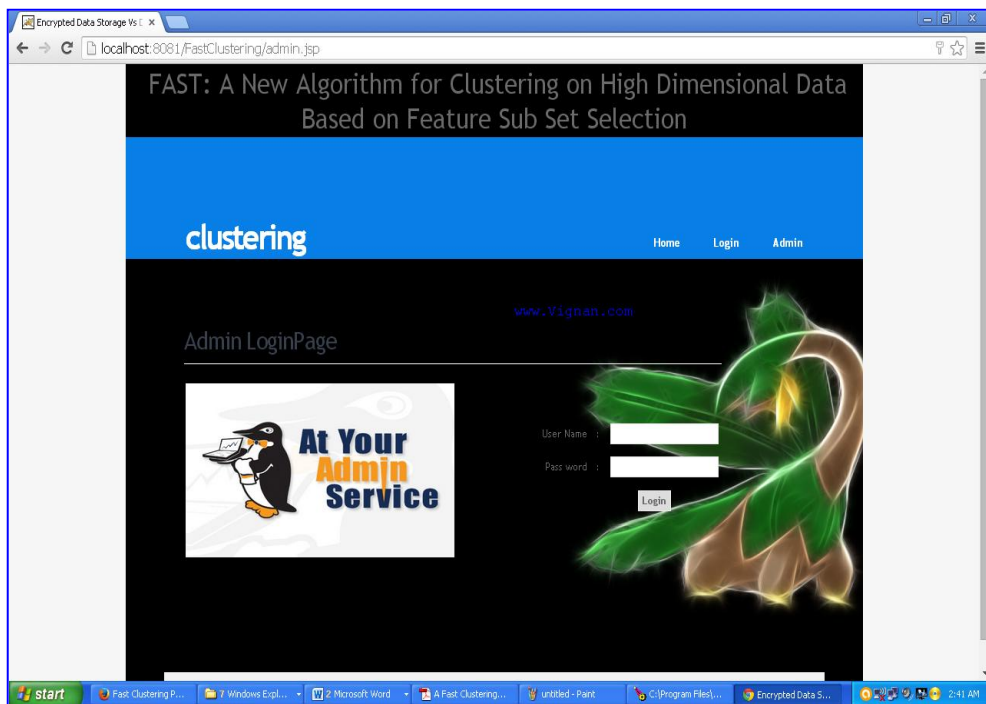 Encrypted Data Storage Vs D
localhost:8081/FastClustering/admin.jsp
FAST: A New Algorithm for Clustering on High Dimensional Data
Based on Feature Sub Set Selection
clustering
Home Login Admin
www.Vignan.com
Admin LoginPage
At Your
Admin
Service
User Name :
Pass word :
Login
start Fast Clustering P... 7 Windows Expl... 2 Microsoft Word A Fast Clustering... untitled - Paint C:\Program Files\... Encrypted Data S... 2:41 AM